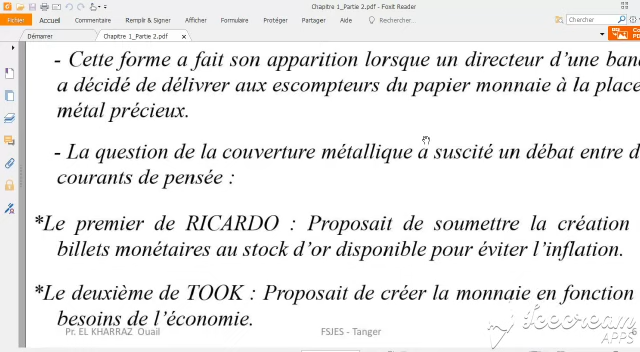 Chapitre 1_Partie 2.pdf - Foxit Reader
Fichier Accueil Commentaire Remplir & Signer Afficher Formulaire Protéger Partager Aide Rechercher... Chercher
Démarrer Chapitre 1_Partie 2.pdf
- Cette forme a fait son apparition lorsque un directeur d'une
a décidé de délivrer aux escompteurs du papier monnaie à la place
métal précieux.
- La question de la couverture métallique a suscité un débat entre
courants de pensée :
*Le premier de RICARDO : Proposait de soumettre la création
billets monétaires au stock d'or disponible pour éviter l'inflation.
*Le deuxième de TOOK : Proposait de créer la monnaie en fonction
besoins de l'économie.
Pr. EL KHARRAZ Ouail FSJES - Tanger 6
Icecream
APPS